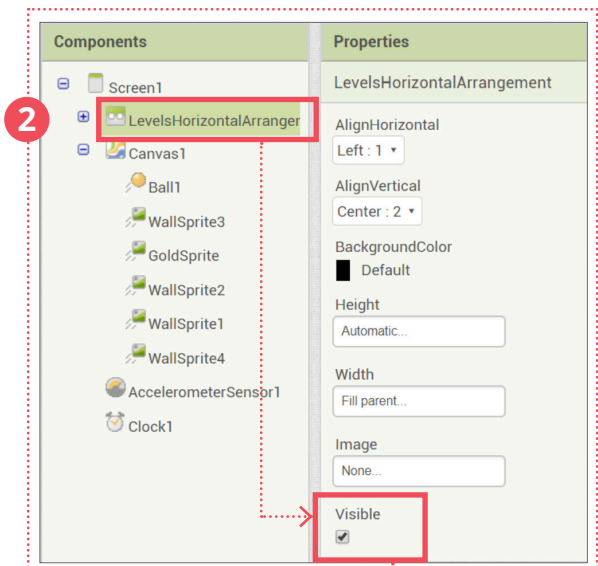 Components
Screen1
2
LevelsHorizontalArranger
Canvas1
Ball1
WallSprite3
GoldSprite
WallSprite2
WallSprite1
WallSprite4
AccelerometerSensor1
Clock1
Properties
LevelsHorizontalArrangement
AlignHorizontal
Left : 1
AlignVertical
Center : 2
BackgroundColor
Default
Height
Automatic...
Width
Fill parent...
Image
None...
Visible